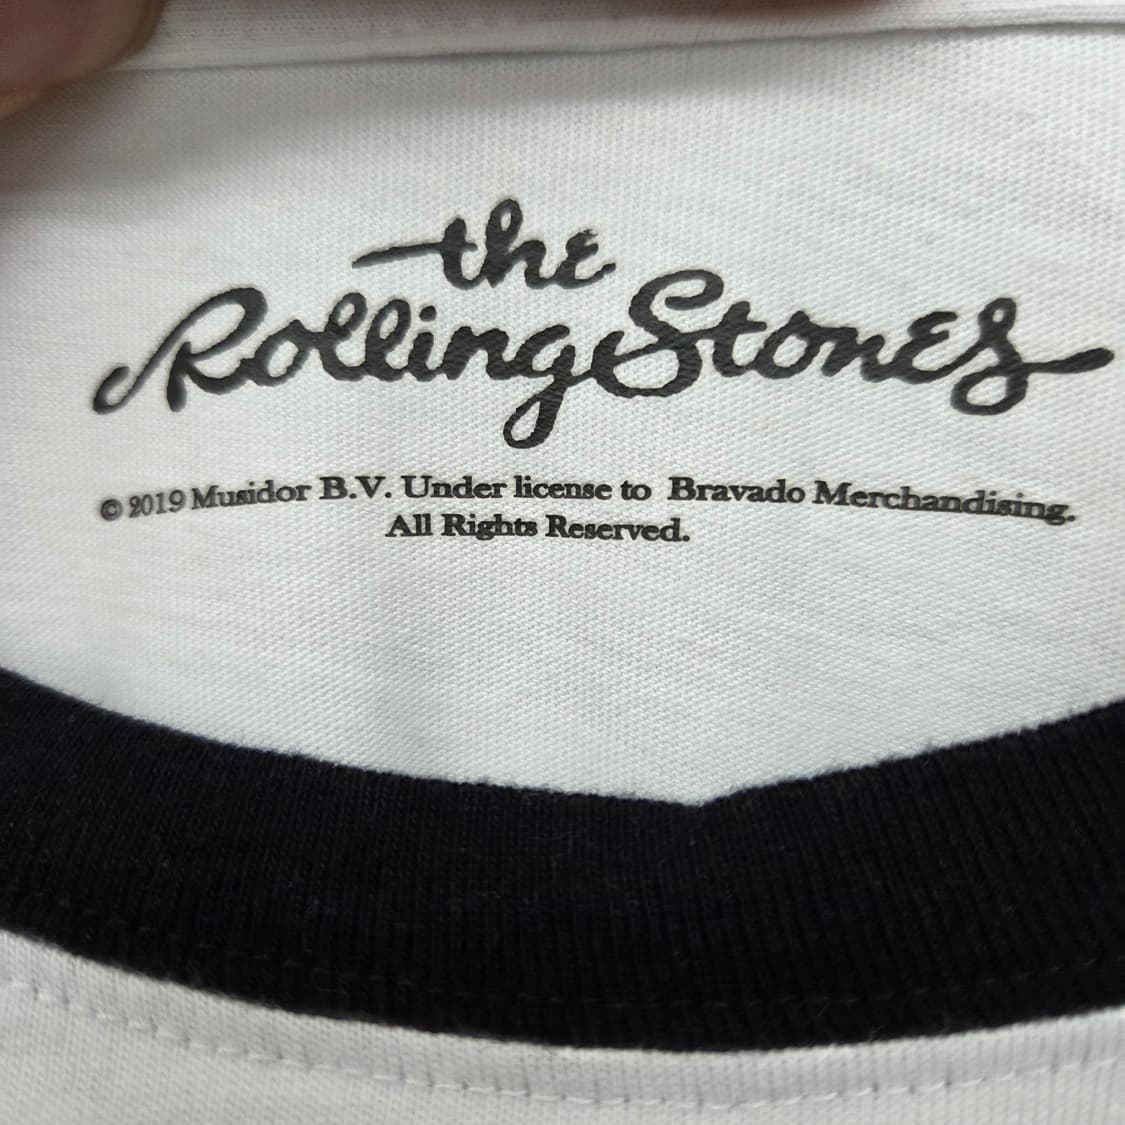 the
Rolling Stones
© 2019 Musidor B.V. Under license to Bravado Merchandising.
All Rights Reserved.